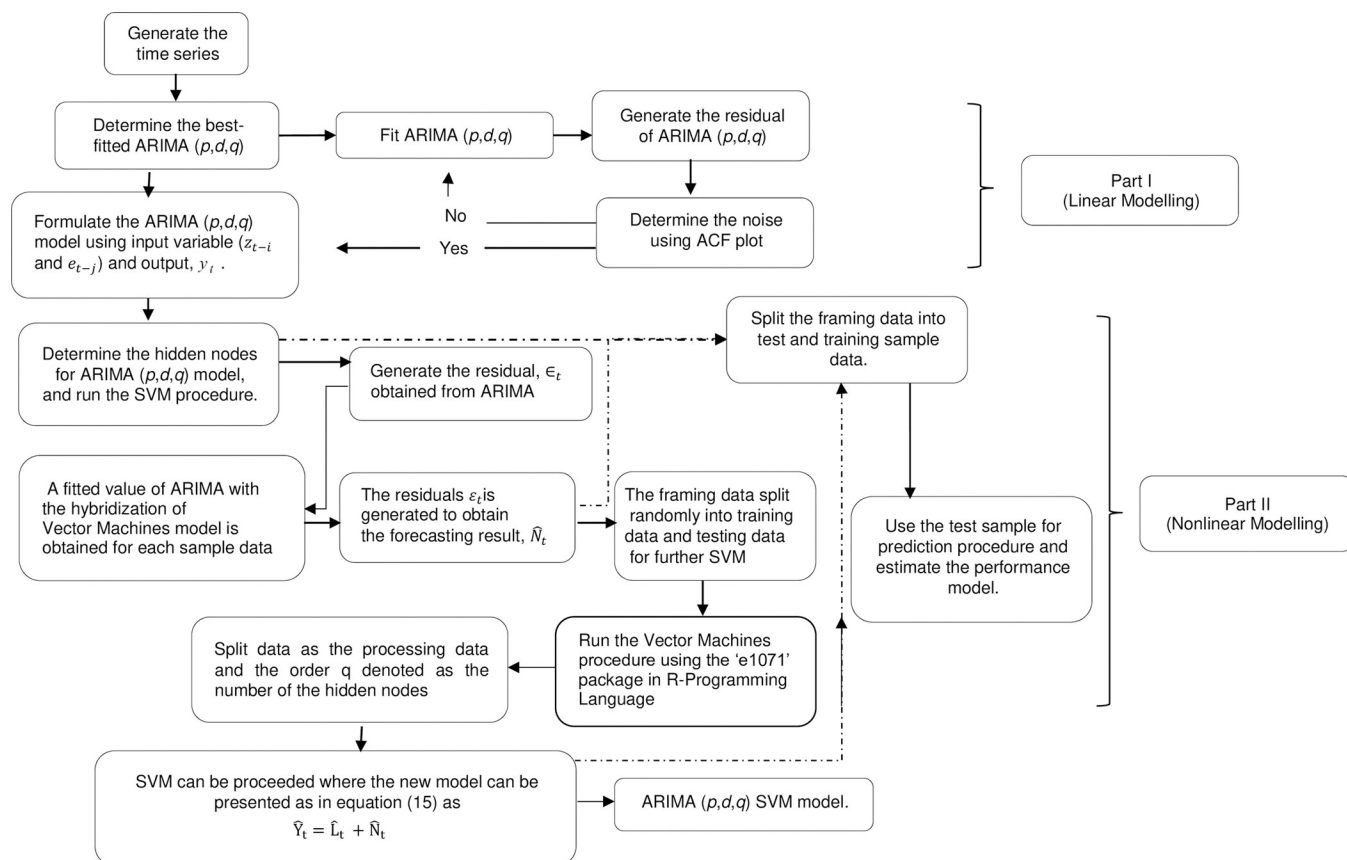 Generate the
time series
Determine the best-
fitted ARIMA (p,d,q)
Fit ARIMA (p,d,q)
Generate the residual
of ARIMA (p,d,q)
Part I
(Linear Modelling)
Formulate the ARIMA (p,d,q)
model using input variable (z_{t−i}
and e_{t−j}) and output, y_t .
No
Yes
Determine the noise
using ACF plot
Determine the hidden nodes
for ARIMA (p,d,q) model,
and run the SVM procedure.
Generate the residual, ∈_t
obtained from ARIMA
Split the framing data into
test and training sample
data.
A fitted value of ARIMA with
the hybridization of
Vector Machines model is
obtained for each sample data
The residuals ε_t is
generated to obtain
the forecasting result, N̂_t
The framing data split
randomly into training
data and testing data
for further SVM
Use the test sample for
prediction procedure and
estimate the performance
model.
Part II
(Nonlinear Modelling)
Split data as the processing data
and the order q denoted as the
number of the hidden nodes
Run the Vector Machines
procedure using the ‘e1071’
package in R-Programming
Language
SVM can be proceeded where the new model can be
presented as in equation (15) as
Ŷ_t = L̂_t + N̂_t
ARIMA (p,d,q) SVM model.